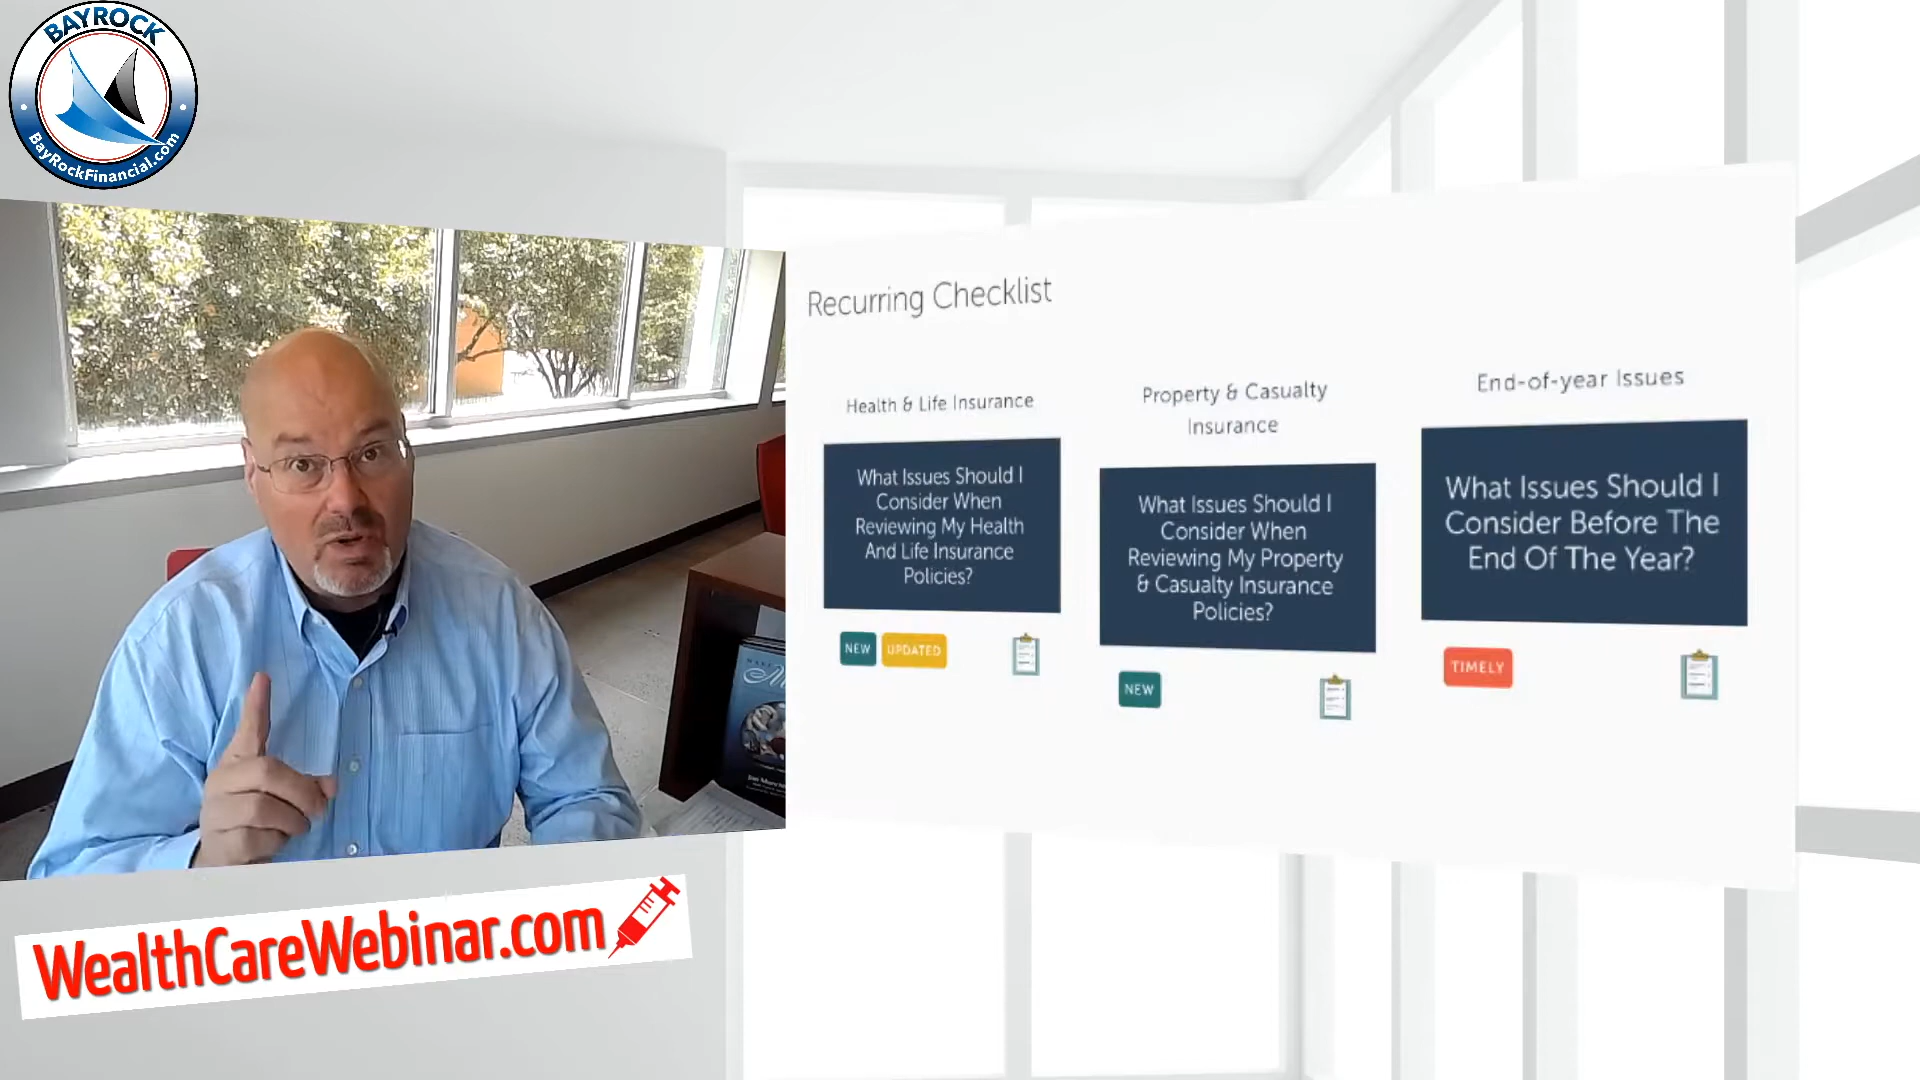 BAYROCK
BayRockFinancial.com
Recurring Checklist
Health & Life Insurance
What Issues Should I
Consider When
Reviewing My Health
And Life Insurance
Policies?
NEW
UPDATED
Property & Casualty
Insurance
What Issues Should I
Consider When
Reviewing My Property
& Casualty Insurance
Policies?
NEW
End-of-year Issues
What Issues Should I
Consider Before The
End Of The Year?
TIMELY
WealthCareWebinar.com